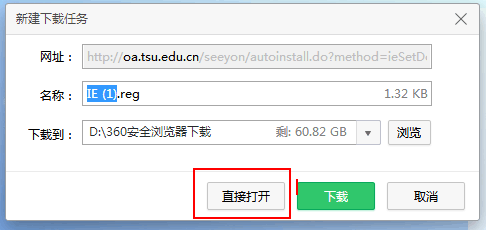 新建下载任务
网址： http://oa.tsu.edu.cn/seeyon/autoinstall.do?method=ieSetDe
名称： IE (1).reg 1.32 KB
下载到： D:\360安全浏览器下载 剩: 60.82 GB 浏览
直接打开 下载 取消